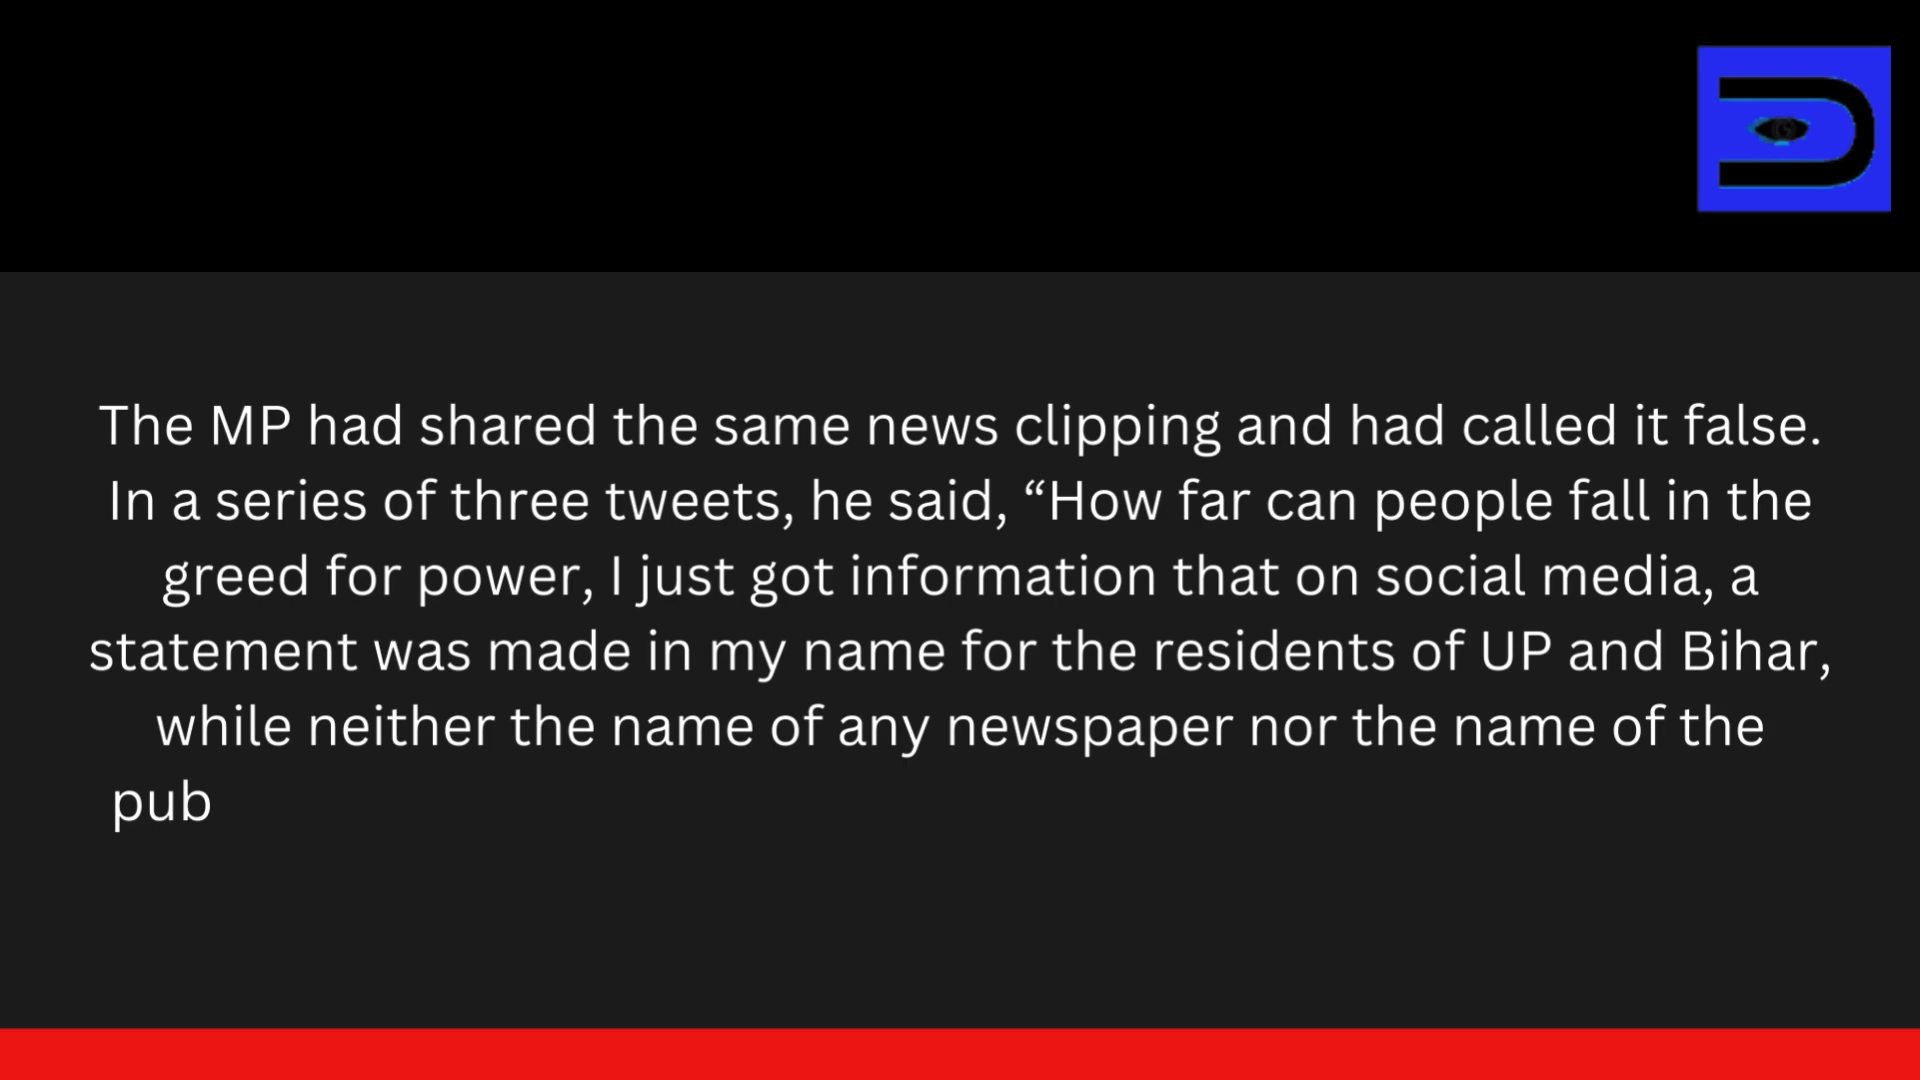 The MP had shared the same news clipping and had called it false.
In a series of three tweets, he said, “How far can people fall in the
greed for power, I just got information that on social media, a
statement was made in my name for the residents of UP and Bihar,
while neither the name of any newspaper nor the name of the
pub